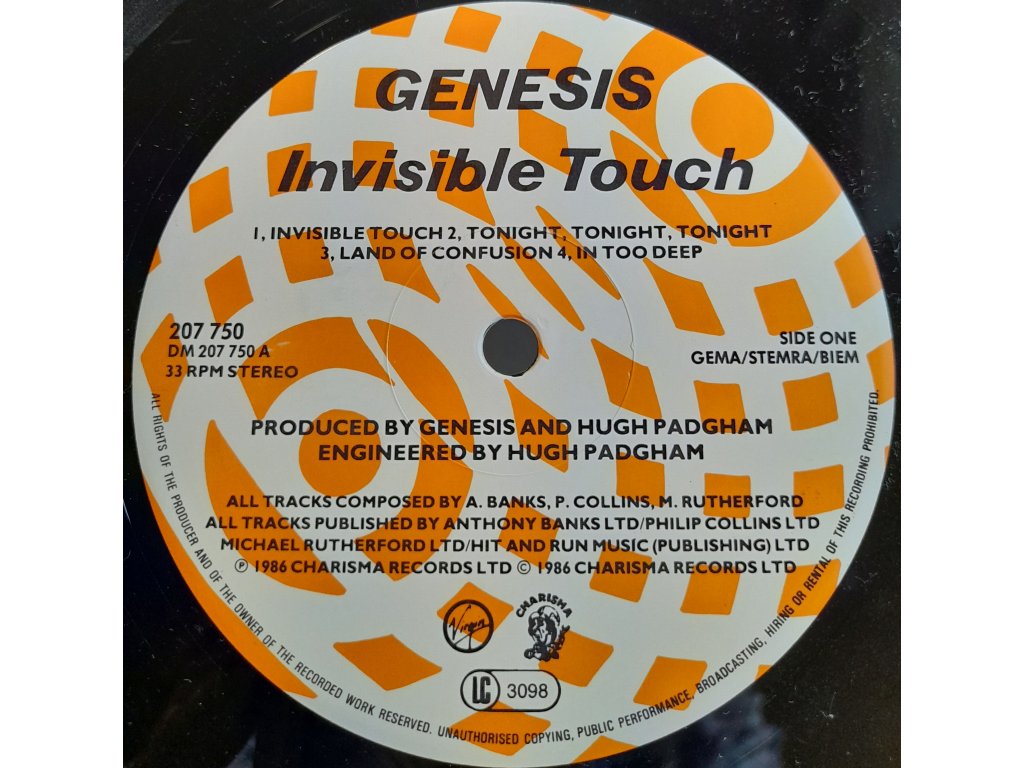 GENESIS
Invisible Touch
1, INVISIBLE TOUCH 2, TONIGHT, TONIGHT, TONIGHT
3, LAND OF CONFUSION 4, IN TOO DEEP
207 750
DM 207 750 A
33 RPM STEREO
SIDE ONE
GEMA/STEMRA/BIEM
PRODUCED BY GENESIS AND HUGH PADGHAM
ENGINEERED BY HUGH PADGHAM
ALL TRACKS COMPOSED BY A. BANKS, P. COLLINS, M. RUTHERFORD
ALL TRACKS PUBLISHED BY ANTHONY BANKS LTD/PHILIP COLLINS LTD
MICHAEL RUTHERFORD LTD/HIT AND RUN MUSIC (PUBLISHING) LTD
℗ 1986 CHARISMA RECORDS LTD © 1986 CHARISMA RECORDS LTD
Virgin
CHARISMA
LC 3098
ALL RIGHTS OF THE PRODUCER AND OF THE OWNER OF THE RECORDED WORK RESERVED. UNAUTHORISED COPYING, PUBLIC PERFORMANCE, BROADCASTING, HIRING OR RENTAL OF THIS RECORDING PROHIBITED.